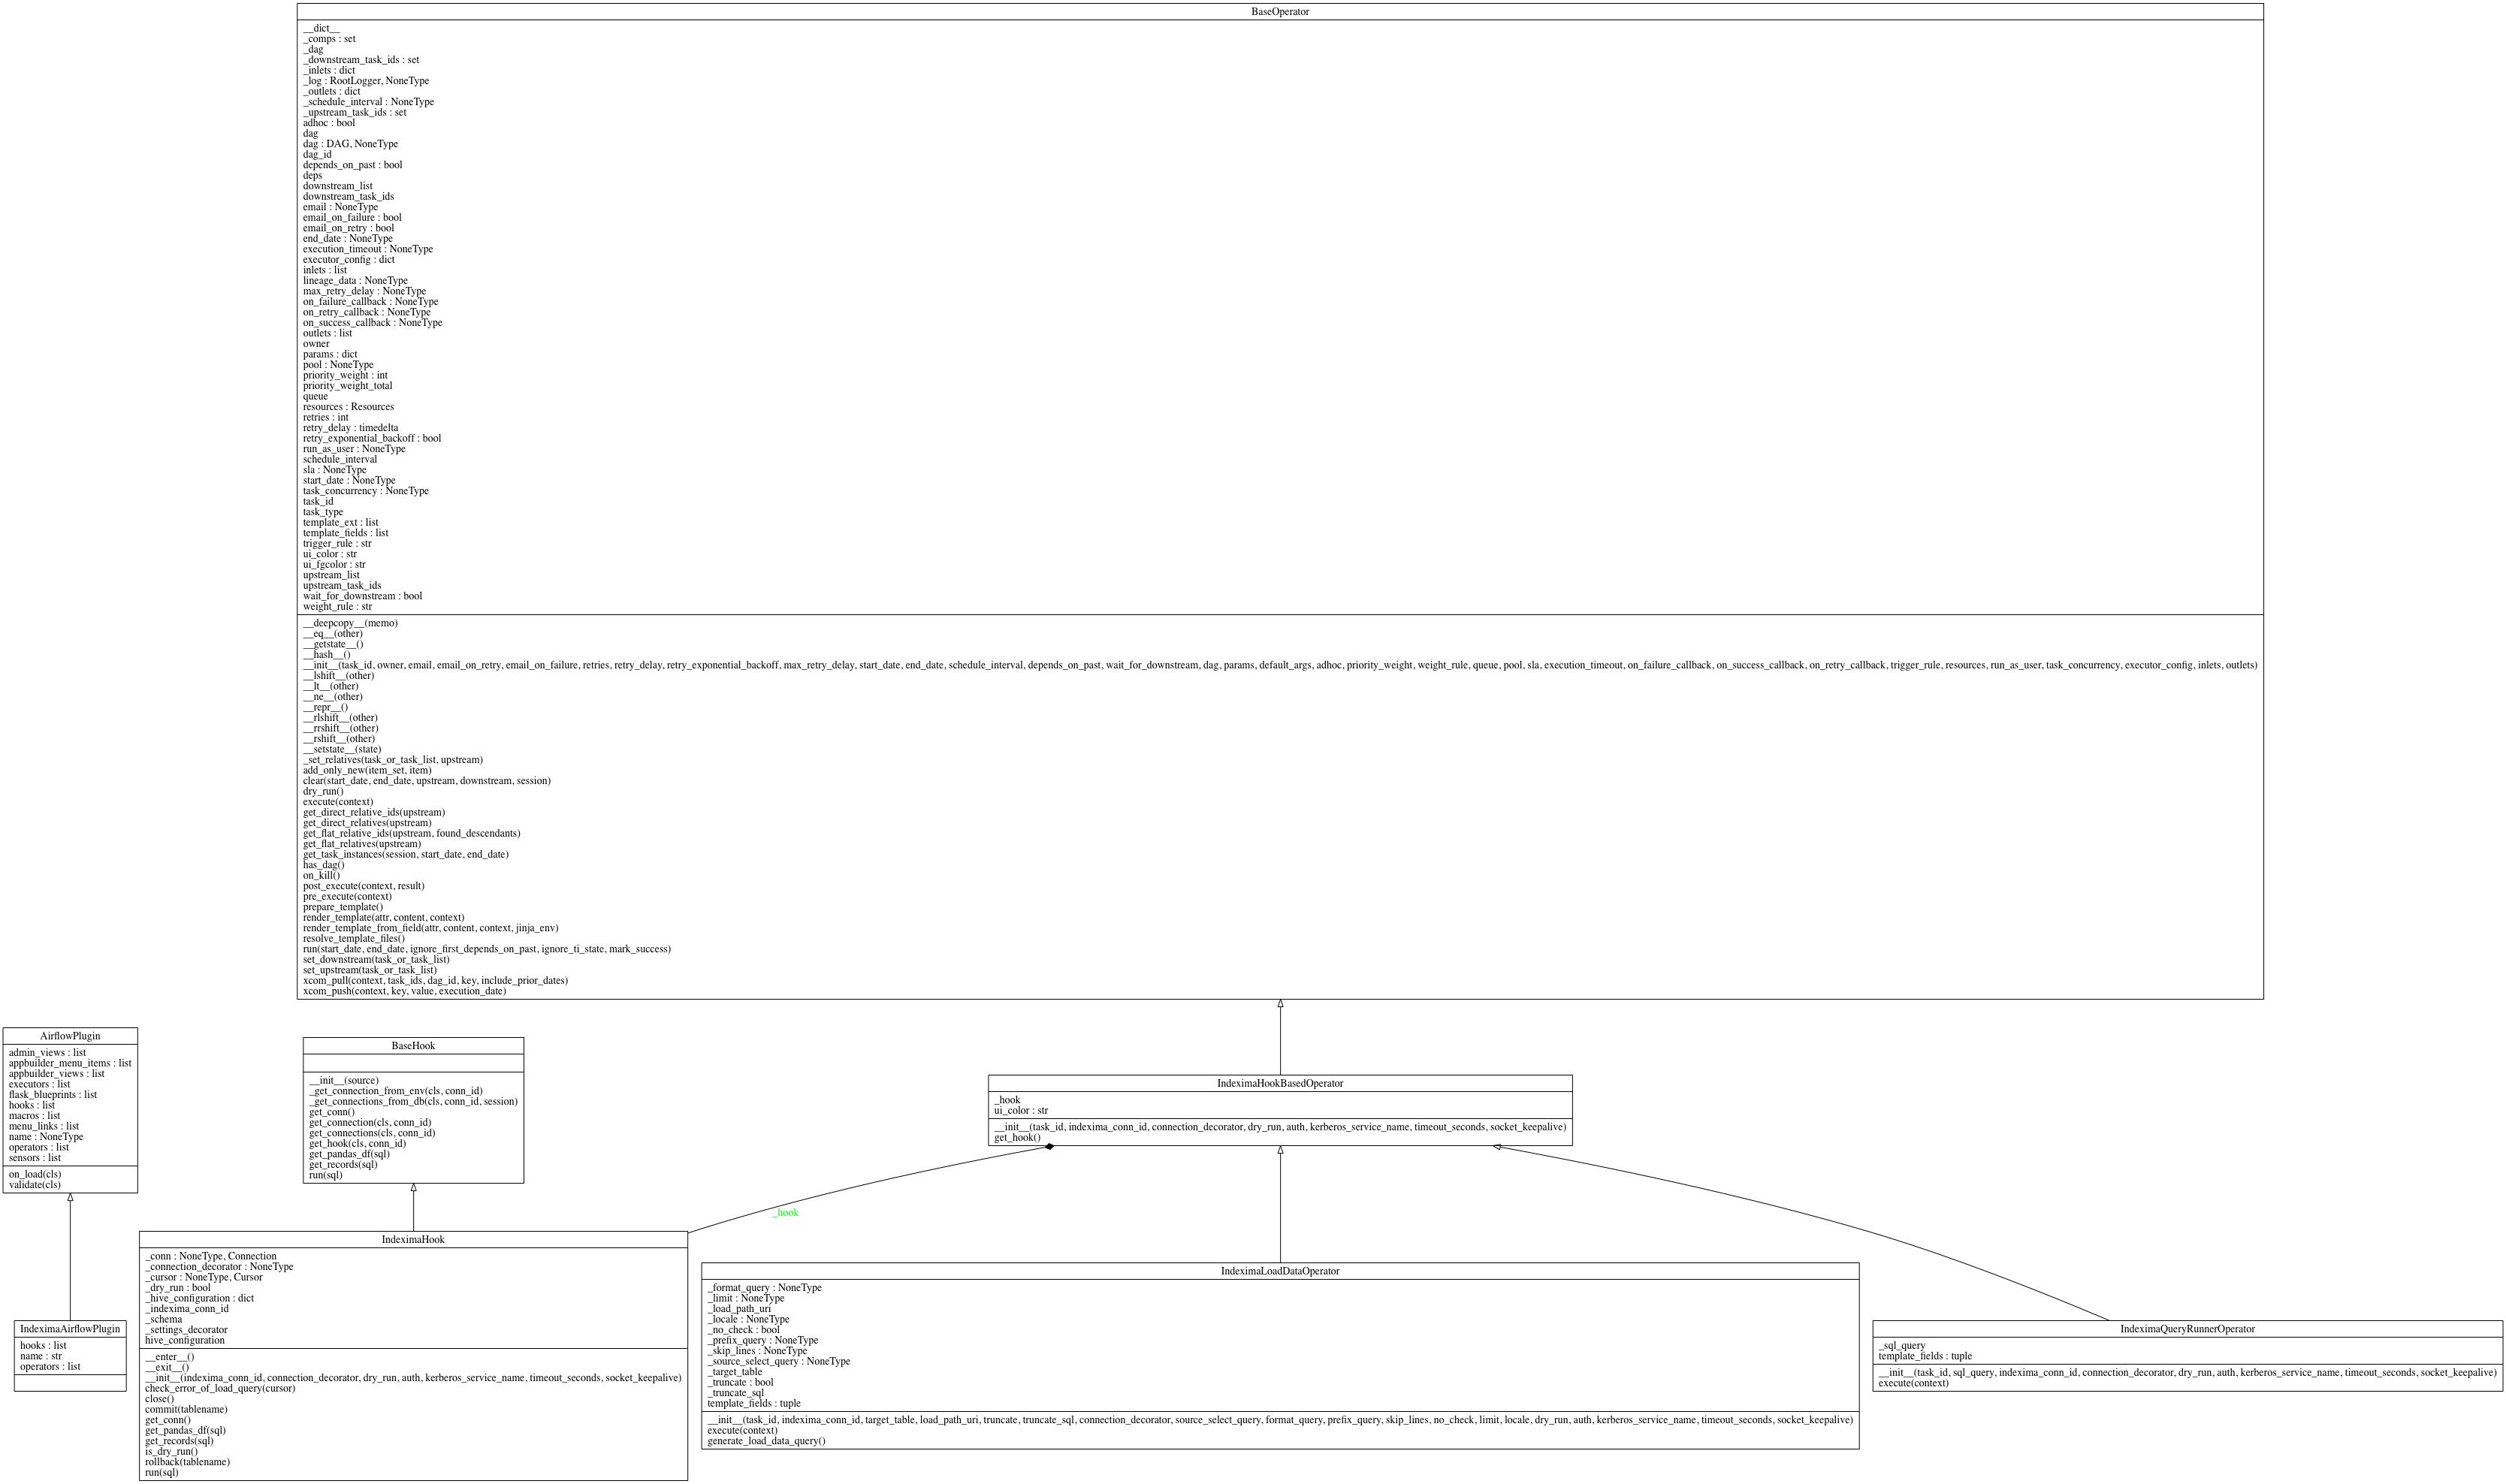 BaseOperator
__dict__
_comps : set
_dag
_downstream_task_ids : set
_inlets : dict
_log : RootLogger, NoneType
_outlets : dict
_schedule_interval : NoneType
_upstream_task_ids : set
adhoc : bool
dag
dag : DAG, NoneType
dag_id
depends_on_past : bool
deps
downstream_list
downstream_task_ids
email : NoneType
email_on_failure : bool
email_on_retry : bool
end_date : NoneType
execution_timeout : NoneType
executor_config : dict
inlets : list
lineage_data : NoneType
max_retry_delay : NoneType
on_failure_callback : NoneType
on_retry_callback : NoneType
on_success_callback : NoneType
outlets : list
owner
params : dict
pool : NoneType
priority_weight : int
priority_weight_total
queue
resources : Resources
retries : int
retry_delay : timedelta
retry_exponential_backoff : bool
run_as_user : NoneType
schedule_interval
sla : NoneType
start_date : NoneType
task_concurrency : NoneType
task_id
task_type
template_ext : list
template_fields : list
trigger_rule : str
ui_color : str
ui_fgcolor : str
upstream_list
upstream_task_ids
wait_for_downstream : bool
weight_rule : str
__deepcopy__(memo)
__eq__(other)
__getstate__()
__hash__()
__init__(task_id, owner, email, email_on_retry, email_on_failure, retries, retry_delay, retry_exponential_backoff, max_retry_delay, start_date, end_date, schedule_interval, depends_on_past, wait_for_downstream, dag, params, default_args, adhoc, priority_weight, weight_rule, queue, pool, sla, execution_timeout, on_failure_callback, on_success_callback, on_retry_callback, trigger_rule, resources, run_as_user, task_concurrency, executor_config, inlets, outlets)
__lshift__(other)
__lt__(other)
__ne__(other)
__repr__()
__rlshift__(other)
__rrshift__(other)
__rshift__(other)
__setstate__(state)
_set_relatives(task_or_task_list, upstream)
add_only_new(item_set, item)
clear(start_date, end_date, upstream, downstream, session)
dry_run()
execute(context)
get_direct_relative_ids(upstream)
get_direct_relatives(upstream)
get_flat_relative_ids(upstream, found_descendants)
get_flat_relatives(upstream)
get_task_instances(session, start_date, end_date)
has_dag()
on_kill()
post_execute(context, result)
pre_execute(context)
prepare_template()
render_template(attr, content, context)
render_template_from_field(attr, content, context, jinja_env)
resolve_template_files()
run(start_date, end_date, ignore_first_depends_on_past, ignore_ti_state, mark_success)
set_downstream(task_or_task_list)
set_upstream(task_or_task_list)
xcom_pull(context, task_ids, dag_id, key, include_prior_dates)
xcom_push(context, key, value, execution_date)
AirflowPlugin
admin_views : list
appbuilder_menu_items : list
appbuilder_views : list
executors : list
flask_blueprints : list
hooks : list
macros : list
menu_links : list
name : NoneType
operators : list
sensors : list
on_load(cls)
validate(cls)
BaseHook
__init__(source)
_get_connection_from_env(cls, conn_id)
_get_connections_from_db(cls, conn_id, session)
get_conn()
get_connection(cls, conn_id)
get_connections(cls, conn_id)
get_hook(cls, conn_id)
get_pandas_df(sql)
get_records(sql)
run(sql)
IndeximaHookBasedOperator
_hook
ui_color : str
__init__(task_id, indexima_conn_id, connection_decorator, dry_run, auth, kerberos_service_name, timeout_seconds, socket_keepalive)
get_hook()
_hook
IndeximaAirflowPlugin
hooks : list
name : str
operators : list
IndeximaHook
_conn : NoneType, Connection
_connection_decorator : NoneType
_cursor : NoneType, Cursor
_dry_run : bool
_hive_configuration : dict
_indexima_conn_id
_schema
_settings_decorator
hive_configuration
__enter__()
__exit__()
__init__(indexima_conn_id, connection_decorator, dry_run, auth, kerberos_service_name, timeout_seconds, socket_keepalive)
check_error_of_load_query(cursor)
close()
commit(tablename)
get_conn()
get_pandas_df(sql)
get_records(sql)
is_dry_run()
rollback(tablename)
run(sql)
IndeximaLoadDataOperator
_format_query : NoneType
_limit : NoneType
_load_path_uri
_locale : NoneType
_no_check : bool
_prefix_query : NoneType
_skip_lines : NoneType
_source_select_query : NoneType
_target_table
_truncate : bool
_truncate_sql
template_fields : tuple
__init__(task_id, indexima_conn_id, target_table, load_path_uri, truncate, truncate_sql, connection_decorator, source_select_query, format_query, prefix_query, skip_lines, no_check, limit, locale, dry_run, auth, kerberos_service_name, timeout_seconds, socket_keepalive)
execute(context)
generate_load_data_query()
IndeximaQueryRunnerOperator
_sql_query
template_fields : tuple
__init__(task_id, sql_query, indexima_conn_id, connection_decorator, dry_run, auth, kerberos_service_name, timeout_seconds, socket_keepalive)
execute(context)